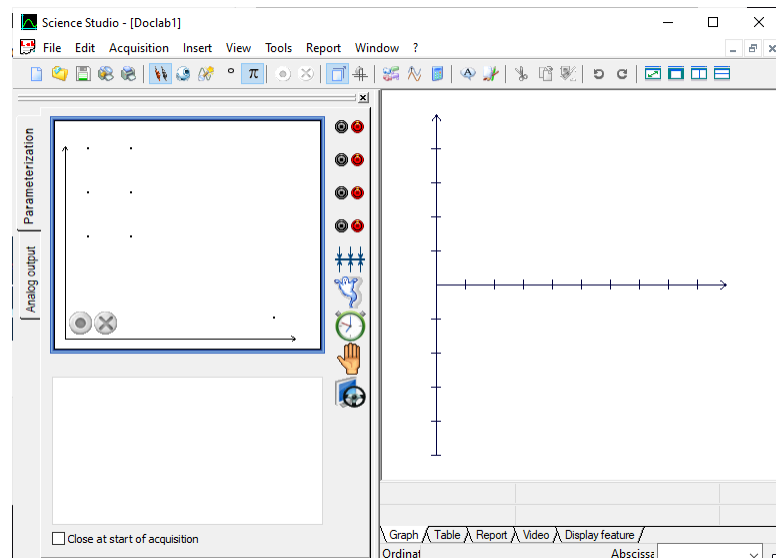 Science Studio - [Doclab1]
File Edit Acquisition Insert View Tools Report Window ?
π
Parameterization
Analog output
Close at start of acquisition
Graph Table Report Video Display feature
Ordinat Abscissa